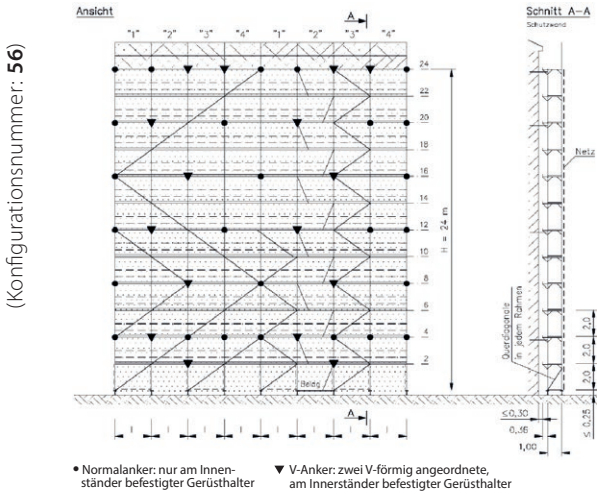 (Konfigurationsnummer: 56)
Ansicht
A
"1" "2" "3" "4" "1" "2" "3" "4"
24
22
20
18
16
14
12
10
8
6
4
2
H = 24 m
Belag
A
l l l l l l l l
Schnitt A-A
Schutzwand
Netz
Querdiagonale
in jedem Rahmen
2,0
2,0
2,0
≤ 0,25
≤0,30
0,36
1,00
• Normalanker: nur am Innen-
ständer befestigter Gerüsthalter
▼ V-Anker: zwei V-förmig angeordnete,
am Innerständer befestigter Gerüsthalter